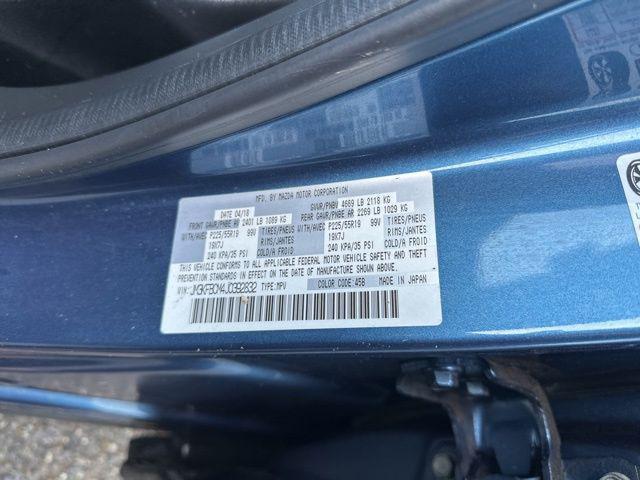 MFD. BY MAZDA MOTOR CORPORATION
DATE 04/18 GVWR/PNBV 4669 LB 2118 KG
FRONT GAWR/PNBE AV 2401 LB 1089 KG REAR GAWR/PNBE AR 2269 LB 1029 KG
WITH/AVEC P225/55R19 99V TIRES/PNEUS WITH/AVEC P225/55R19 99V TIRES/PNEUS
19X7J RIMS/JANTES 19X7J RIMS/JANTES
240 KPA/35 PSI COLD/A FROID 240 KPA/35 PSI COLD/A FROID
THIS VEHICLE CONFORMS TO ALL APPLICABLE FEDERAL MOTOR VEHICLE SAFETY AND THEFT
PREVENTION STANDARDS IN EFFECT ON THE DATE OF MANUFACTURE SHOWN ABOVE.
VIN: JM3KFBCM4J0392832 TYPE:MPV COLOR CODE:45B MADE IN JAPAN